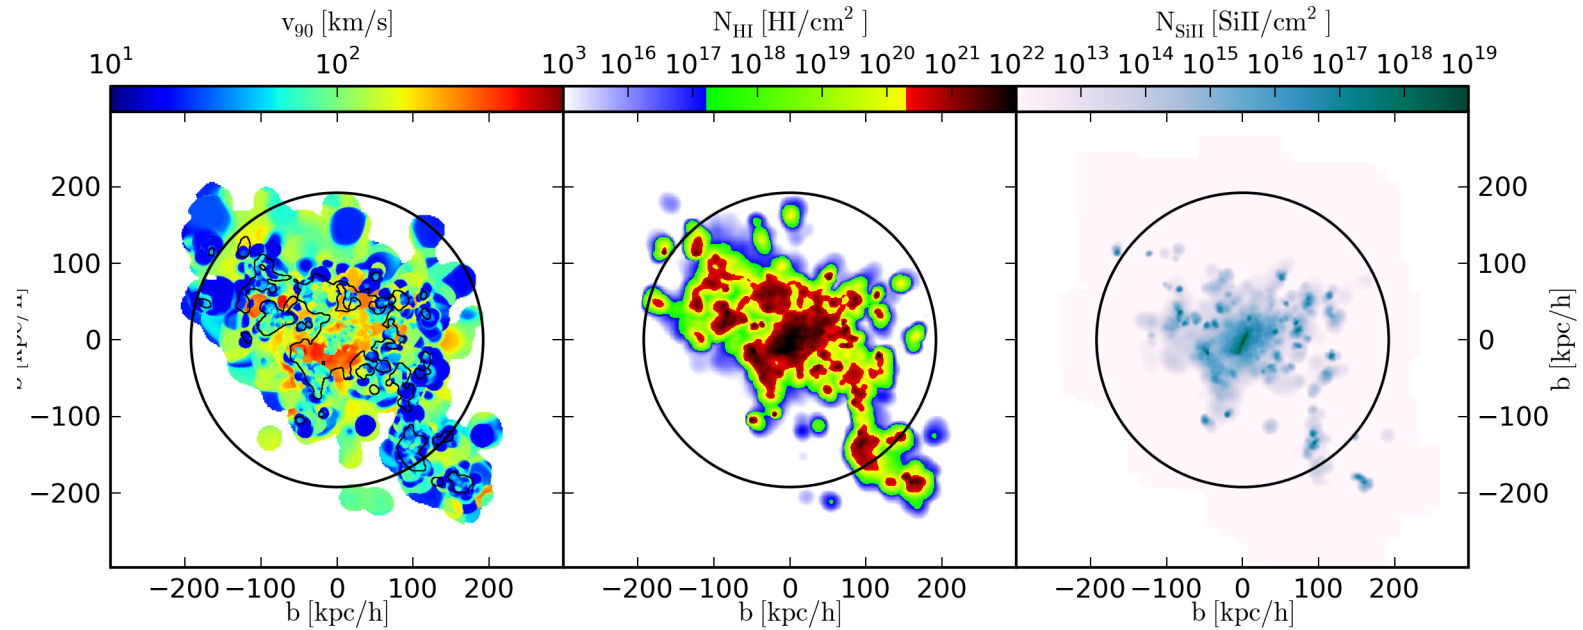 v90 [km/s] NHI [HI/cm2 ] NSiII [SiII/cm2 ]
10^1 10^2 10^3 10^16 10^17 10^18 10^19 10^20 10^21 10^22 10^13 10^14 10^15 10^16 10^17 10^18 10^19
200 200
100 100
0 0 b [kpc/h]
−100 −100
−200 −200
−200 −100 0 100 200 −200 −100 0 100 200 −200 −100 0 100 200
b [kpc/h] b [kpc/h] b [kpc/h]